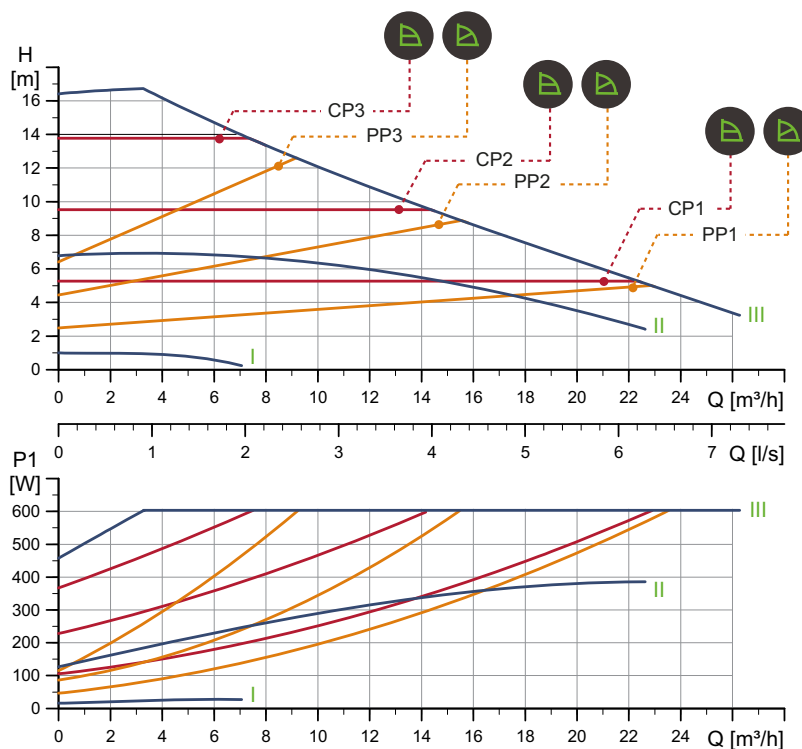 H
[m]
16
14
12
10
8
6
4
2
0
CP3
PP3
CP2
PP2
CP1
PP1
I
II
III
0 2 4 6 8 10 12 14 16 18 20 22 24 Q [m³/h]
0 1 2 3 4 5 6 7 Q [l/s]
P1
[W]
600
500
400
300
200
100
0
III
II
I
0 2 4 6 8 10 12 14 16 18 20 22 24 Q [m³/h]